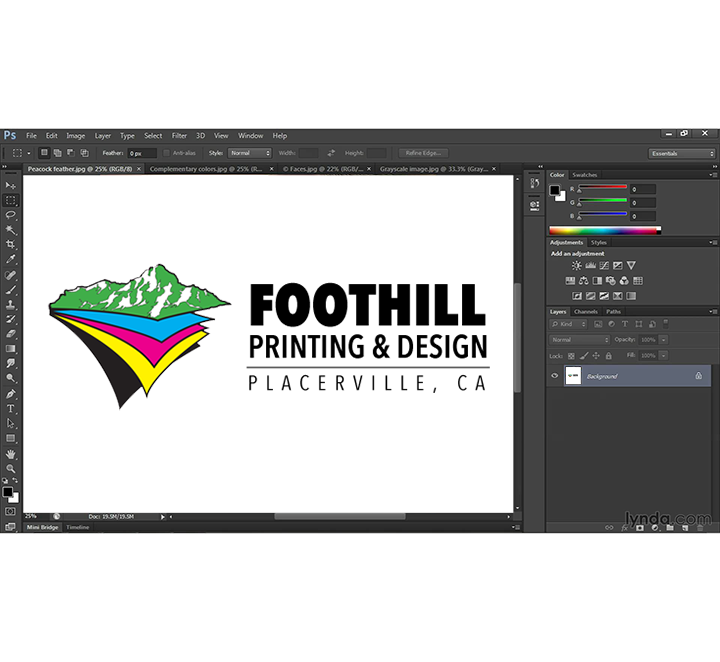 Ps File Edit Image Layer Type Select Filter 3D View Window Help
Feather: 0 px Anti-alias Style: Normal Width: Height: Refine Edge... Essentials
Peacock feather.jpg @ 25% (RGB/8) × Complementary colors.jpg @ 25% (R... × © Faces.jpg @ 22% (RGB/... × Grayscale image.jpg @ 33.3% (Gray... ×
Color Swatches
R 0
G 0
B 0
Adjustments Styles
Add an adjustment
FOOTHILL
PRINTING & DESIGN
PLACERVILLE, CA
Layers Channels Paths
Kind
Normal Opacity: 100%
Lock: Fill: 100%
Background
25% Doc: 19.5M/19.5M
Mini Bridge Timeline
lynda.com